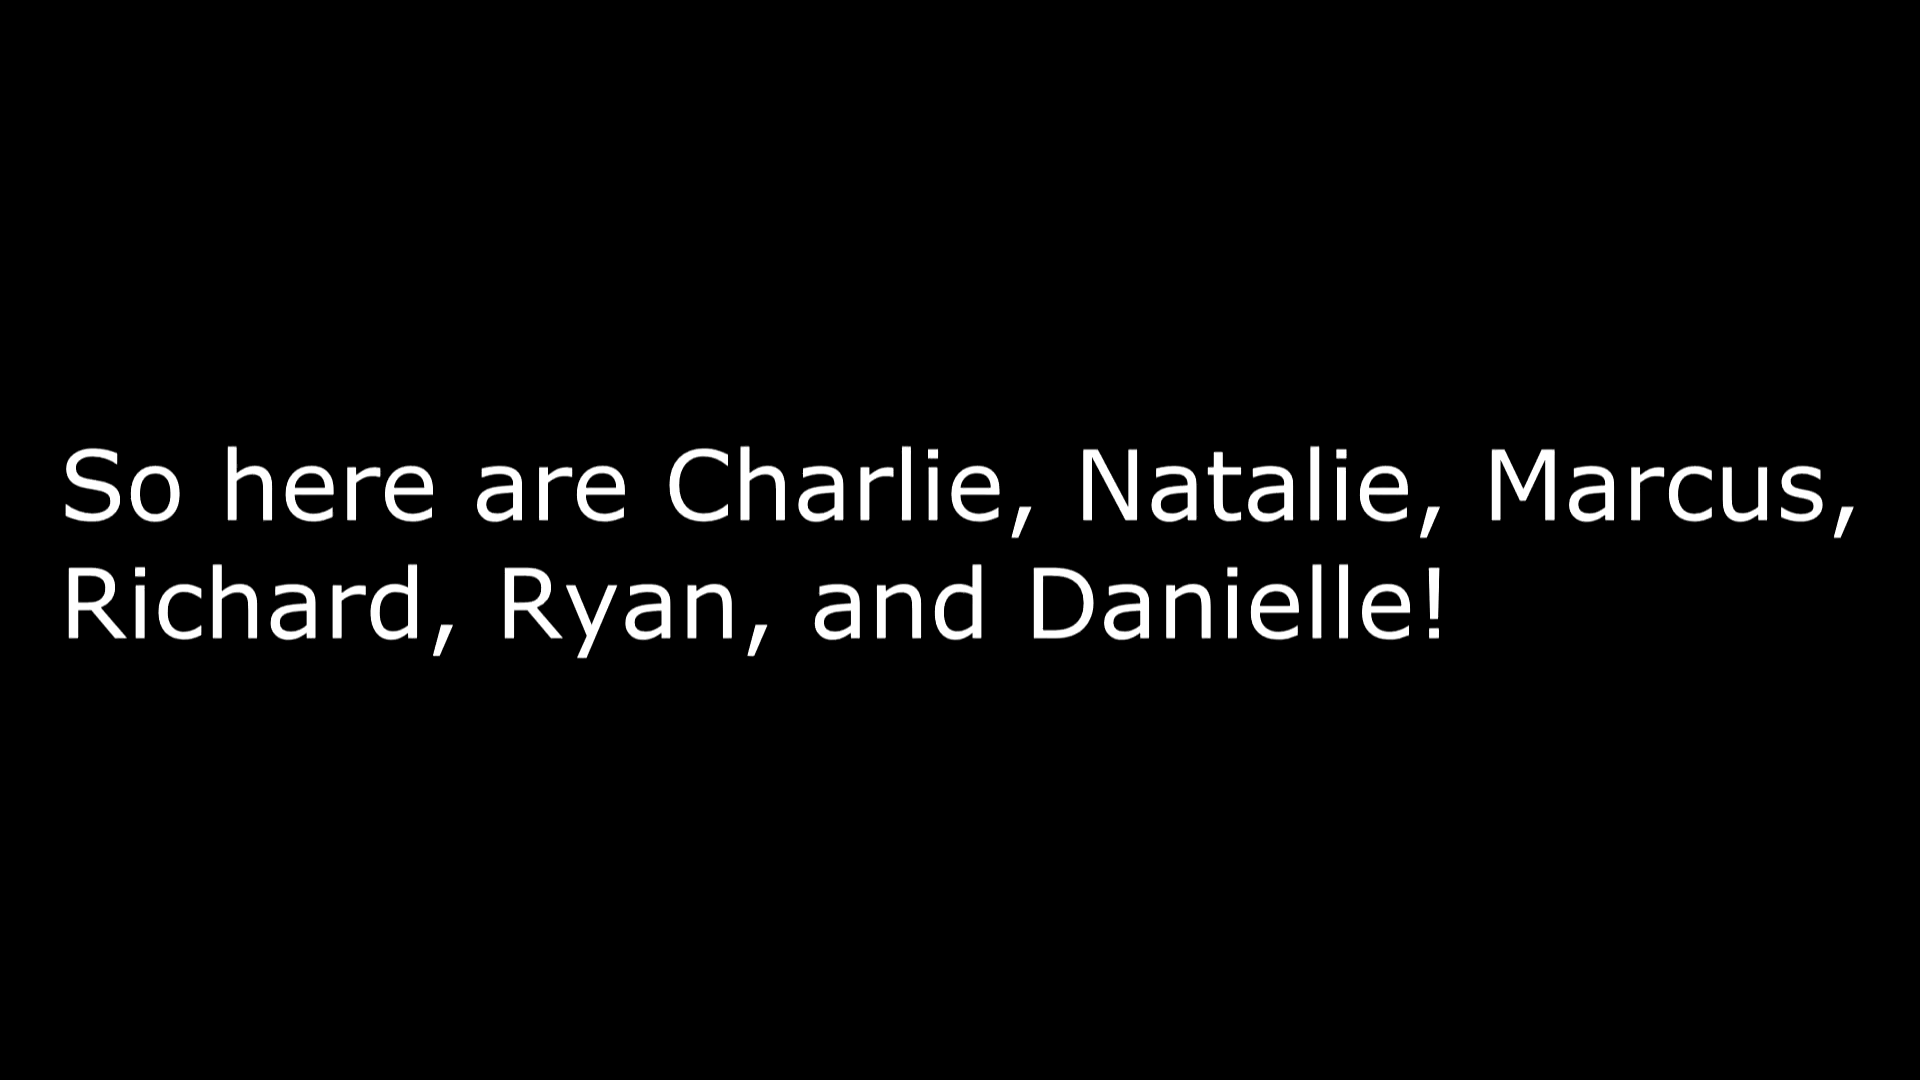 So here are Charlie, Natalie, Marcus,
Richard, Ryan, and Danielle!